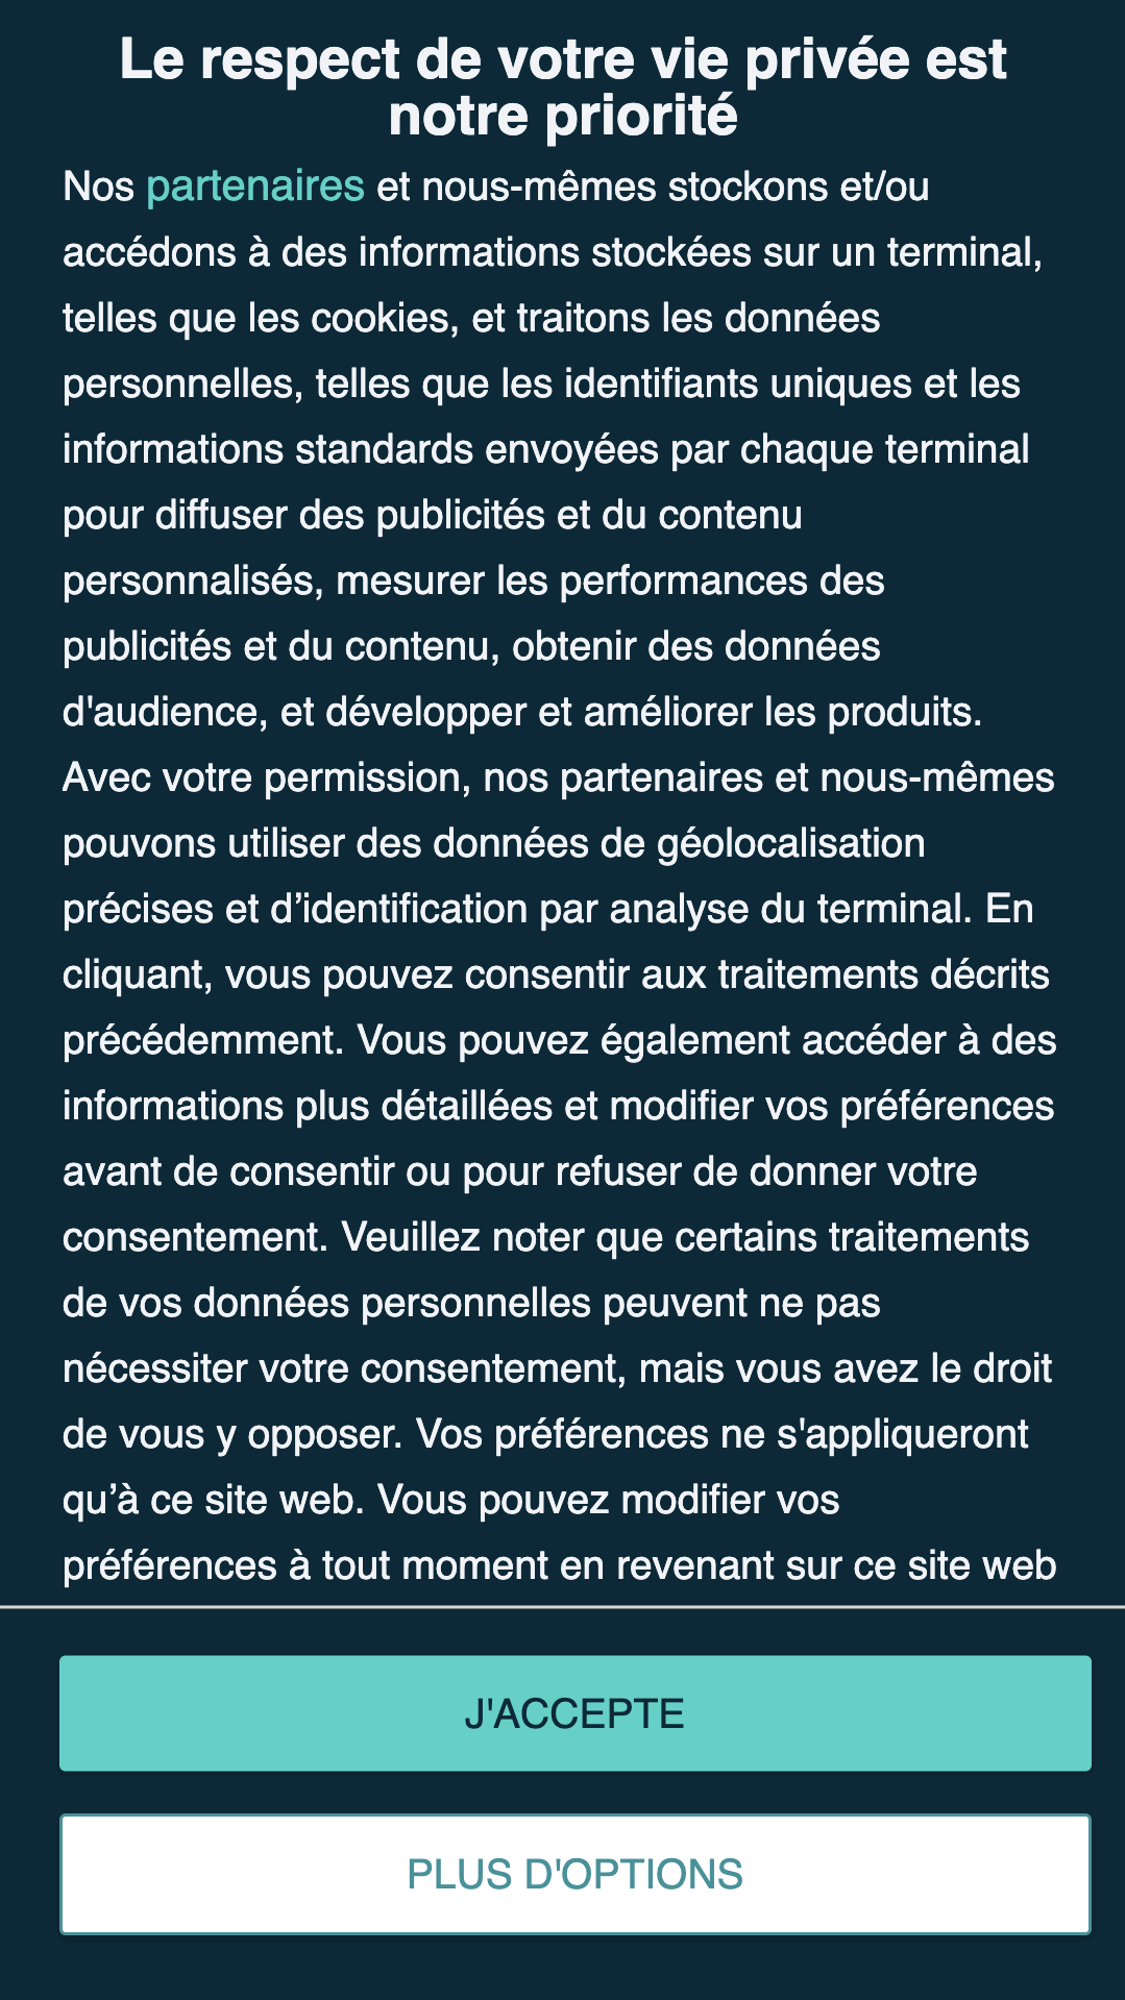 Le respect de votre vie privée est
notre priorité
Nos partenaires et nous-mêmes stockons et/ou
accédons à des informations stockées sur un terminal,
telles que les cookies, et traitons les données
personnelles, telles que les identifiants uniques et les
informations standards envoyées par chaque terminal
pour diffuser des publicités et du contenu
personnalisés, mesurer les performances des
publicités et du contenu, obtenir des données
d'audience, et développer et améliorer les produits.
Avec votre permission, nos partenaires et nous-mêmes
pouvons utiliser des données de géolocalisation
précises et d’identification par analyse du terminal. En
cliquant, vous pouvez consentir aux traitements décrits
précédemment. Vous pouvez également accéder à des
informations plus détaillées et modifier vos préférences
avant de consentir ou pour refuser de donner votre
consentement. Veuillez noter que certains traitements
de vos données personnelles peuvent ne pas
nécessiter votre consentement, mais vous avez le droit
de vous y opposer. Vos préférences ne s'appliqueront
qu’à ce site web. Vous pouvez modifier vos
préférences à tout moment en revenant sur ce site web
J'ACCEPTE
PLUS D'OPTIONS